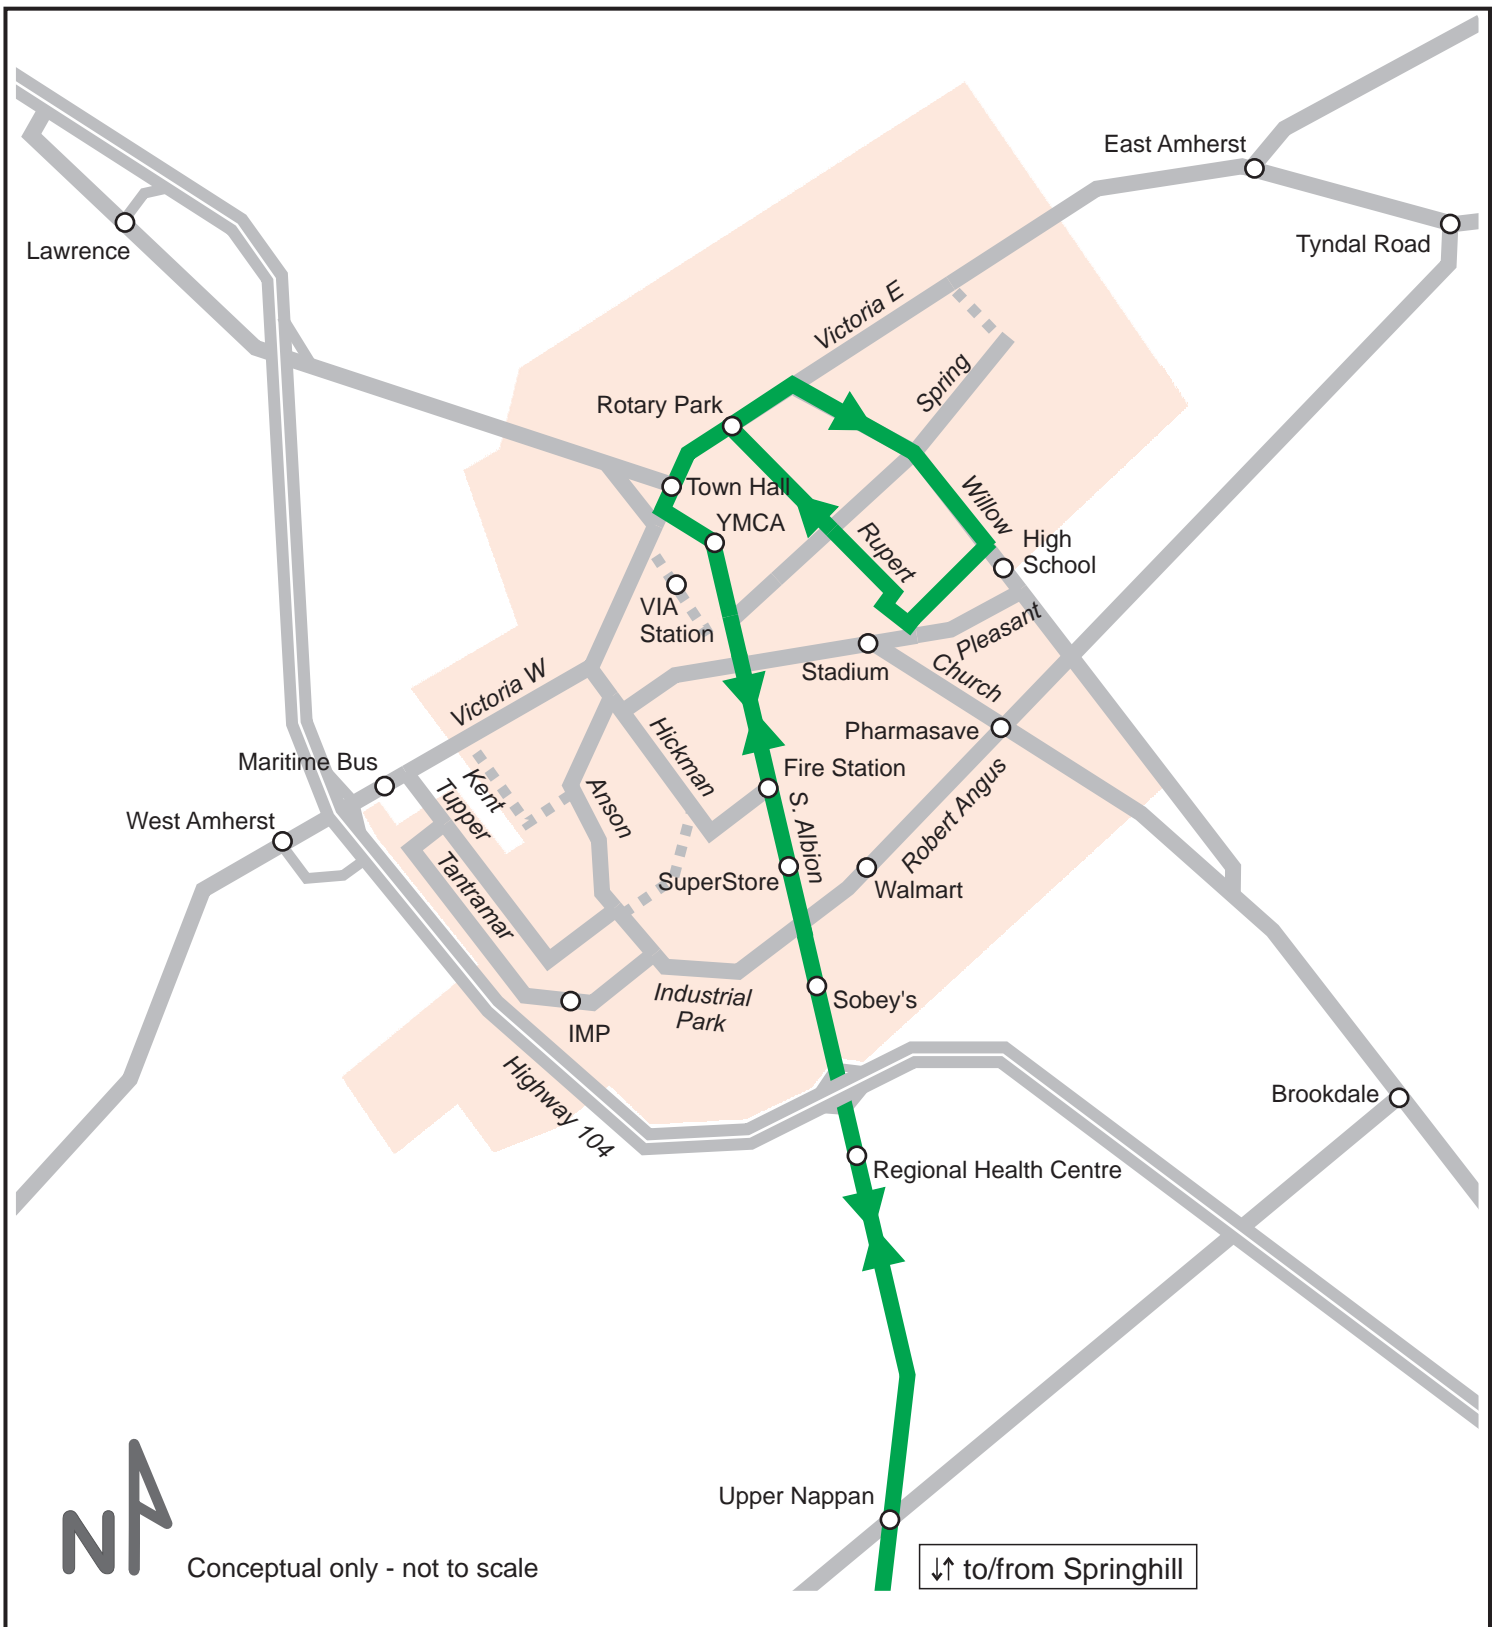 East Amherst
Lawrence
Tyndal Road
Victoria E
Spring
Rotary Park
Town Hall
YMCA
Willow
High
School
Rupert
VIA
Station
Pleasant
Stadium
Church
Victoria W
Hickman
Pharmasave
Maritime Bus
Fire Station
Kent
Tupper
Anson
S. Albion
Robert Angus
West Amherst
SuperStore
Walmart
Tantramar
Industrial
Park
Sobey's
IMP
Highway 104
Brookdale
Regional Health Centre
Upper Nappan
N
Conceptual only - not to scale
↓↑ to/from Springhill